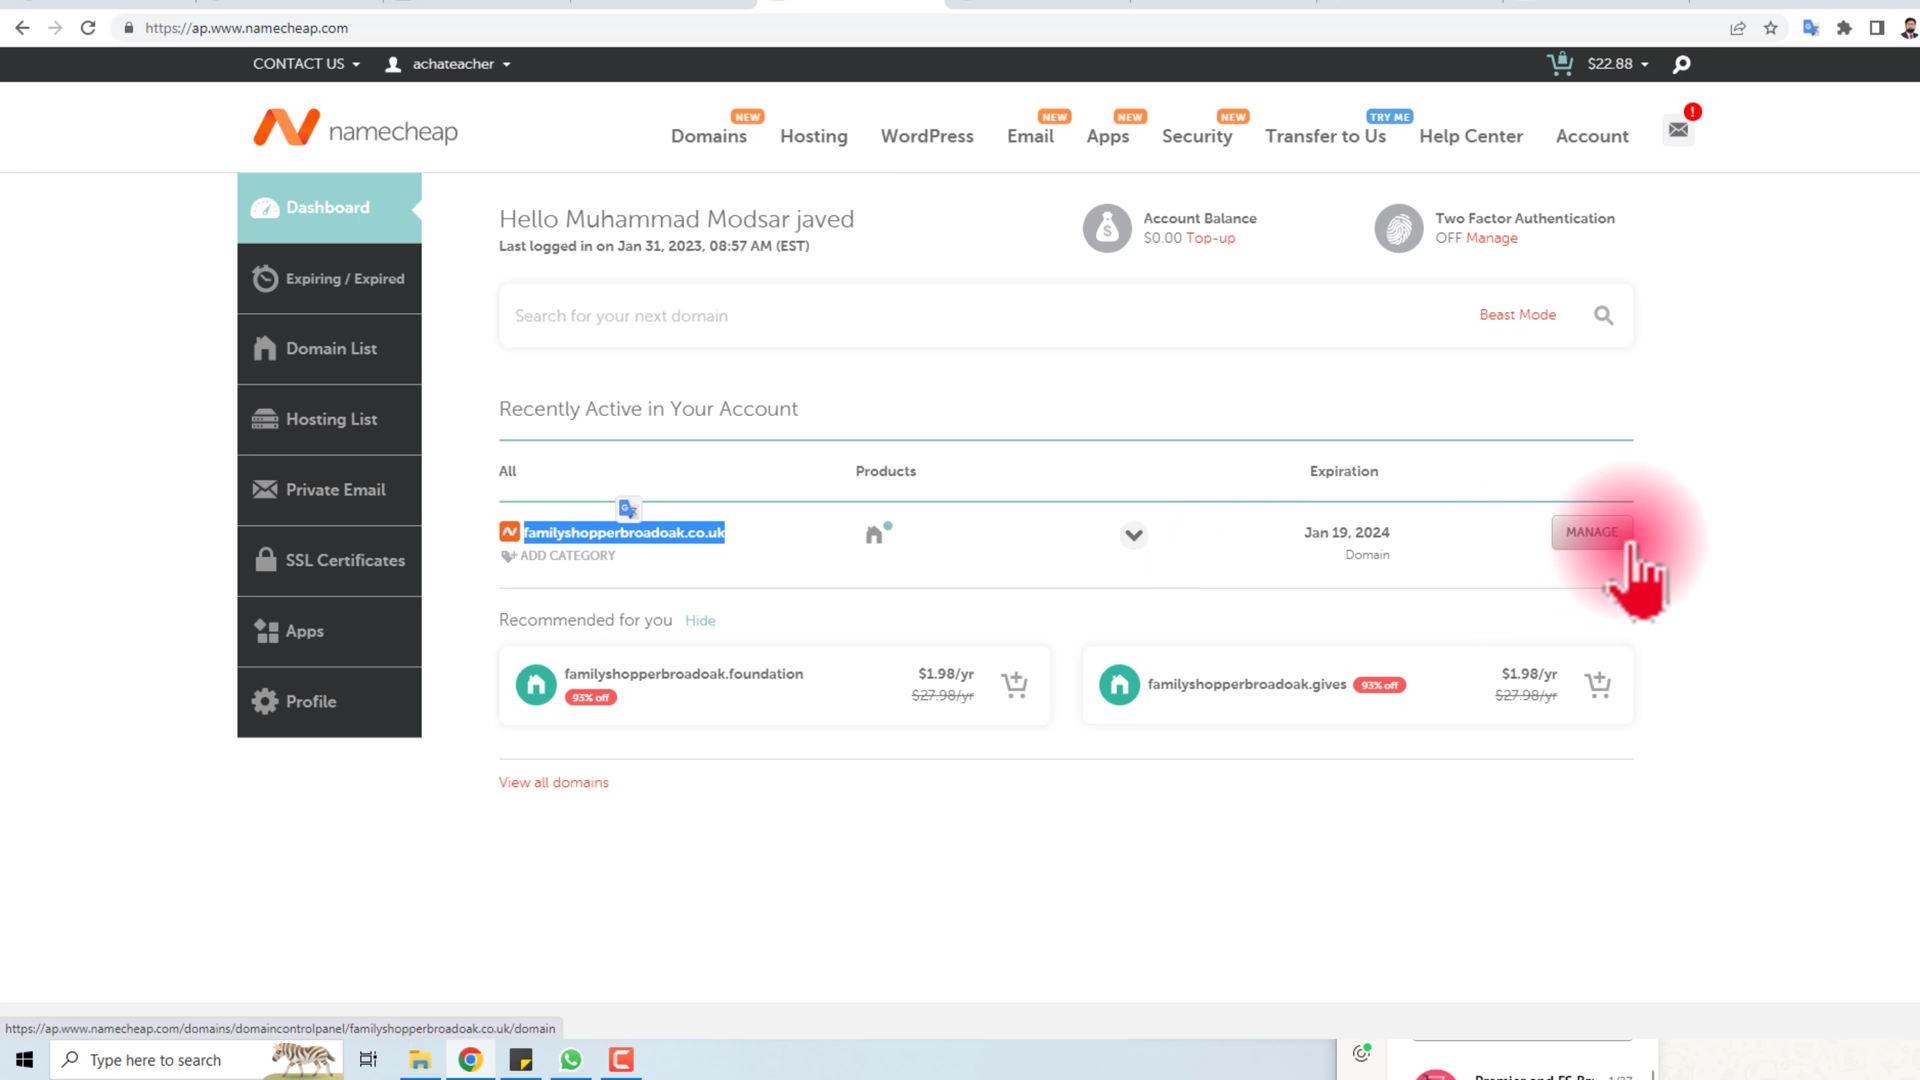 https://ap.www.namecheap.com
CONTACT US
achateacher
$22.88
namecheap
Domains
NEW
Hosting
WordPress
Email
NEW
Apps
NEW
Security
NEW
Transfer to Us
TRY ME
Help Center
Account
!
Dashboard
Expiring / Expired
Domain List
Hosting List
Private Email
SSL Certificates
Apps
Profile
Hello Muhammad Modsar javed
Last logged in on Jan 31, 2023, 08:57 AM (EST)
Account Balance
$0.00 Top-up
Two Factor Authentication
OFF Manage
Search for your next domain
Beast Mode
Recently Active in Your Account
All
Products
Expiration
familyshopperbroadoak.co.uk
ADD CATEGORY
Jan 19, 2024
Domain
MANAGE
Recommended for you Hide
familyshopperbroadoak.foundation
93% off
$1.98/yr
$27.98/yr
familyshopperbroadoak.gives
93% off
$1.98/yr
$27.98/yr
View all domains
https://ap.www.namecheap.com/domains/domaincontrolpanel/familyshopperbroadoak.co.uk/domain
Type here to search